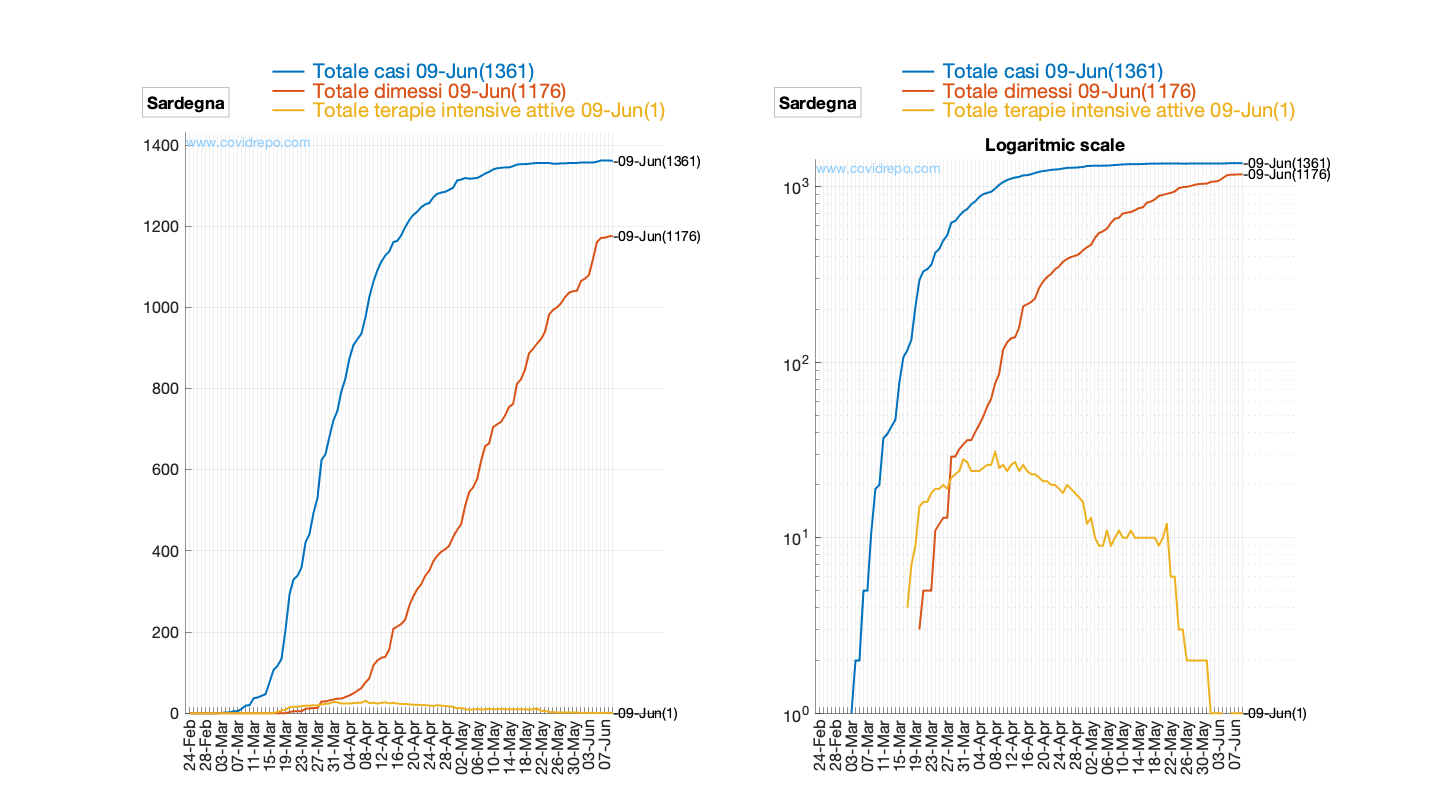 Totale casi 09-Jun(1361)
Totale dimessi 09-Jun(1176)
Totale terapie intensive attive 09-Jun(1)
Sardegna
www.covidrepo.com
1400
1200
1000
800
600
400
200
0
-09-Jun(1361)
-09-Jun(1176)
-09-Jun(1)
24-Feb
28-Feb
03-Mar
07-Mar
11-Mar
15-Mar
19-Mar
23-Mar
27-Mar
31-Mar
04-Apr
08-Apr
12-Apr
16-Apr
20-Apr
24-Apr
28-Apr
02-May
06-May
10-May
14-May
18-May
22-May
26-May
30-May
03-Jun
07-Jun
Totale casi 09-Jun(1361)
Totale dimessi 09-Jun(1176)
Totale terapie intensive attive 09-Jun(1)
Sardegna
Logaritmic scale
www.covidrepo.com
10³
10²
10¹
10⁰
-09-Jun(1361)
-09-Jun(1176)
-09-Jun(1)
24-Feb
28-Feb
03-Mar
07-Mar
11-Mar
15-Mar
19-Mar
23-Mar
27-Mar
31-Mar
04-Apr
08-Apr
12-Apr
16-Apr
20-Apr
24-Apr
28-Apr
02-May
06-May
10-May
14-May
18-May
22-May
26-May
30-May
03-Jun
07-Jun